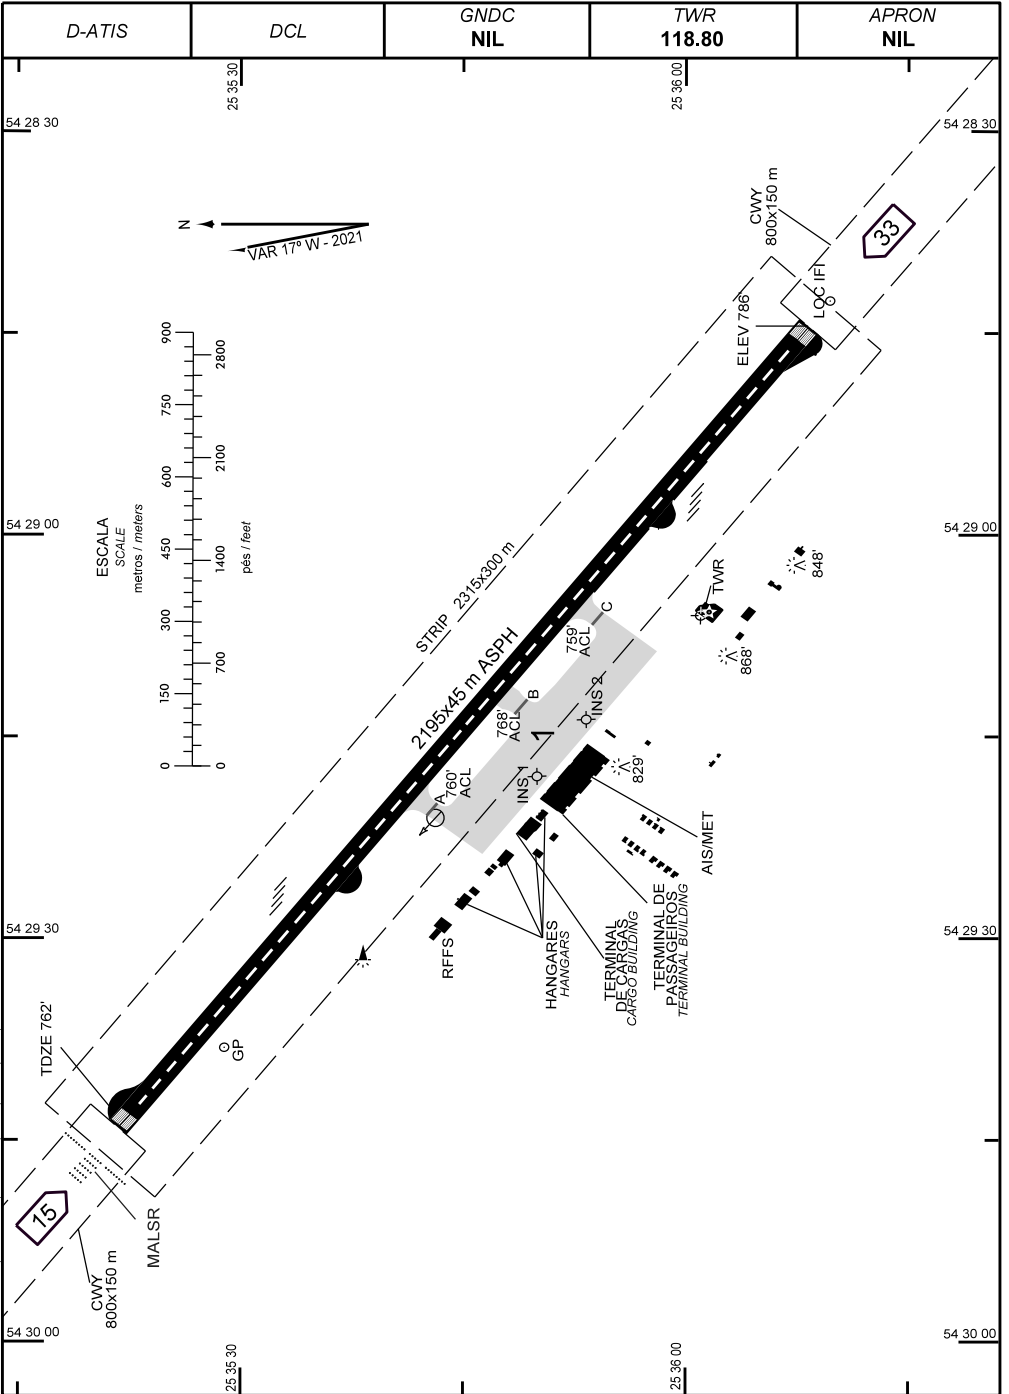 D-ATIS
DCL
GNDC
NIL
TWR
118.80
APRON
NIL
25 35 30
25 36 00
54 28 30
54 28 30
N
VAR 17º W - 2021
CWY
800x150 m
33
LOC IFI
ELEV 786'
ESCALA
SCALE
metros / meters
900
750
600
450
300
150
0
2800
2100
1400
700
0
pés / feet
54 29 00
54 29 00
STRIP 2315x300 m
2195x45 m ASPH
TWR
848'
868'
C
759'
ACL
B
768'
ACL
A
760'
ACL
1
INS 2
INS 1
829'
AIS/MET
TERMINAL DE
PASSAGEIROS
TERMINAL BUILDING
TERMINAL
DE CARGAS
CARGO BUILDING
HANGARES
HANGARS
RFFS
54 29 30
54 29 30
TDZE 762'
GP
15
MALSR
CWY
800x150 m
54 30 00
54 30 00
25 35 30
25 36 00